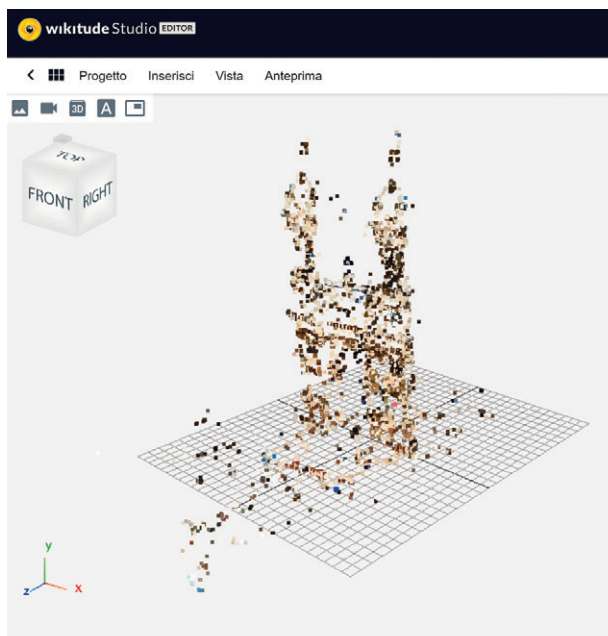 wikitude Studio EDITOR
Progetto Inserisci Vista Anteprima
3D A
TOP
FRONT RIGHT
y
z x